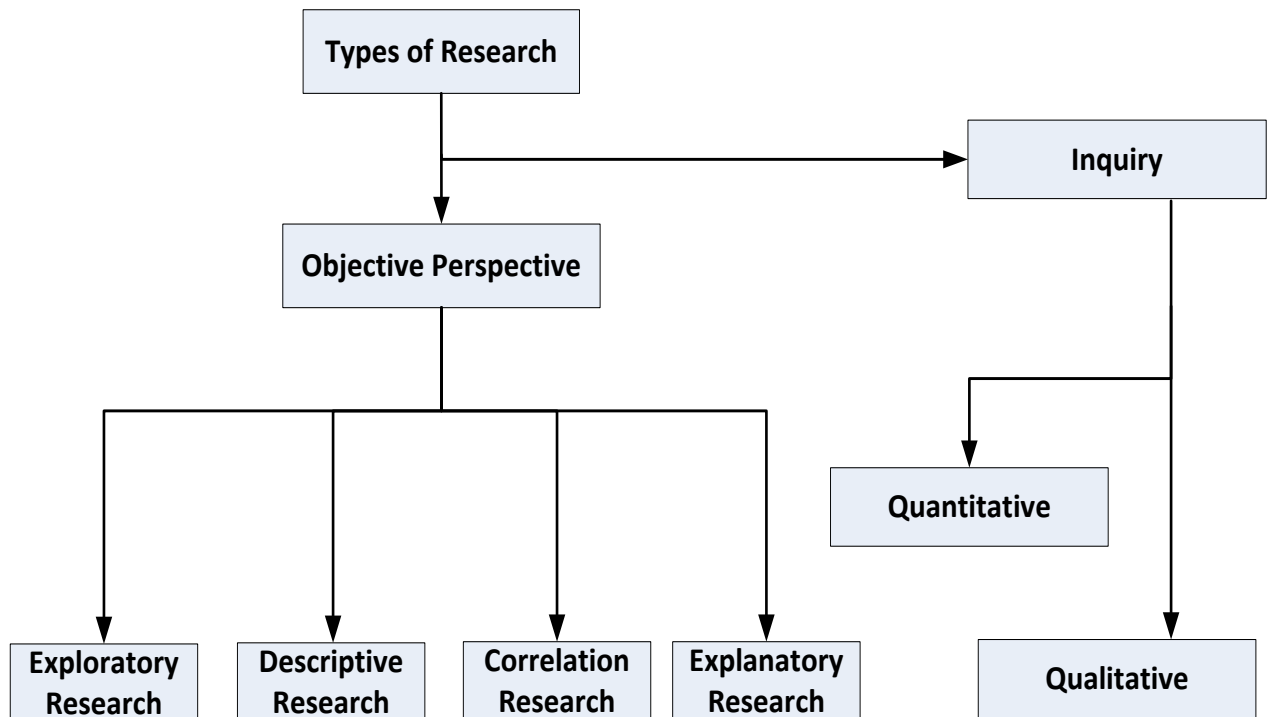 Types of Research
Inquiry
Objective Perspective
Quantitative
Exploratory
Research
Descriptive
Research
Correlation
Research
Explanatory
Research
Qualitative